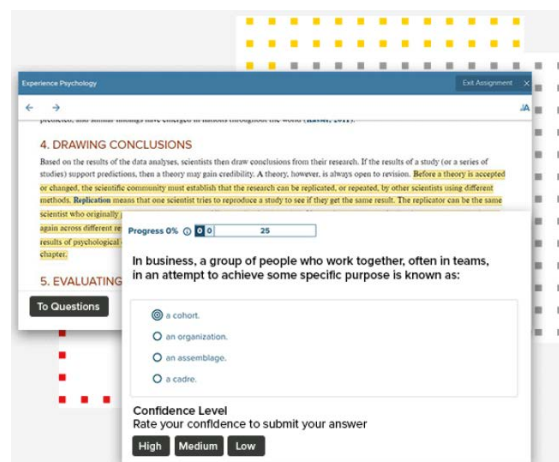 Experience Psychology
Exit Assignment
4. DRAWING CONCLUSIONS
Based on the results of the data analyses, scientists then draw conclusions from their research. If the results of a study (or a series of
studies) support predictions, then a theory may gain credibility. A theory, however, is always open to revision. Before a theory is accepted
or changed, the scientific community must establish that the research can be replicated, or repeated, by other scientists using different
methods. Replication means that one scientist tries to reproduce a study to see if they get the same result. The replicator can be the same
scientist who originally
again across different
results of psychological
chapter.
5. EVALUATING
To Questions
Progress 0%
0 0 25
In business, a group of people who work together, often in teams,
in an attempt to achieve some specific purpose is known as:
a cohort.
an organization.
an assemblage.
a cadre.
Confidence Level
Rate your confidence to submit your answer
High Medium Low